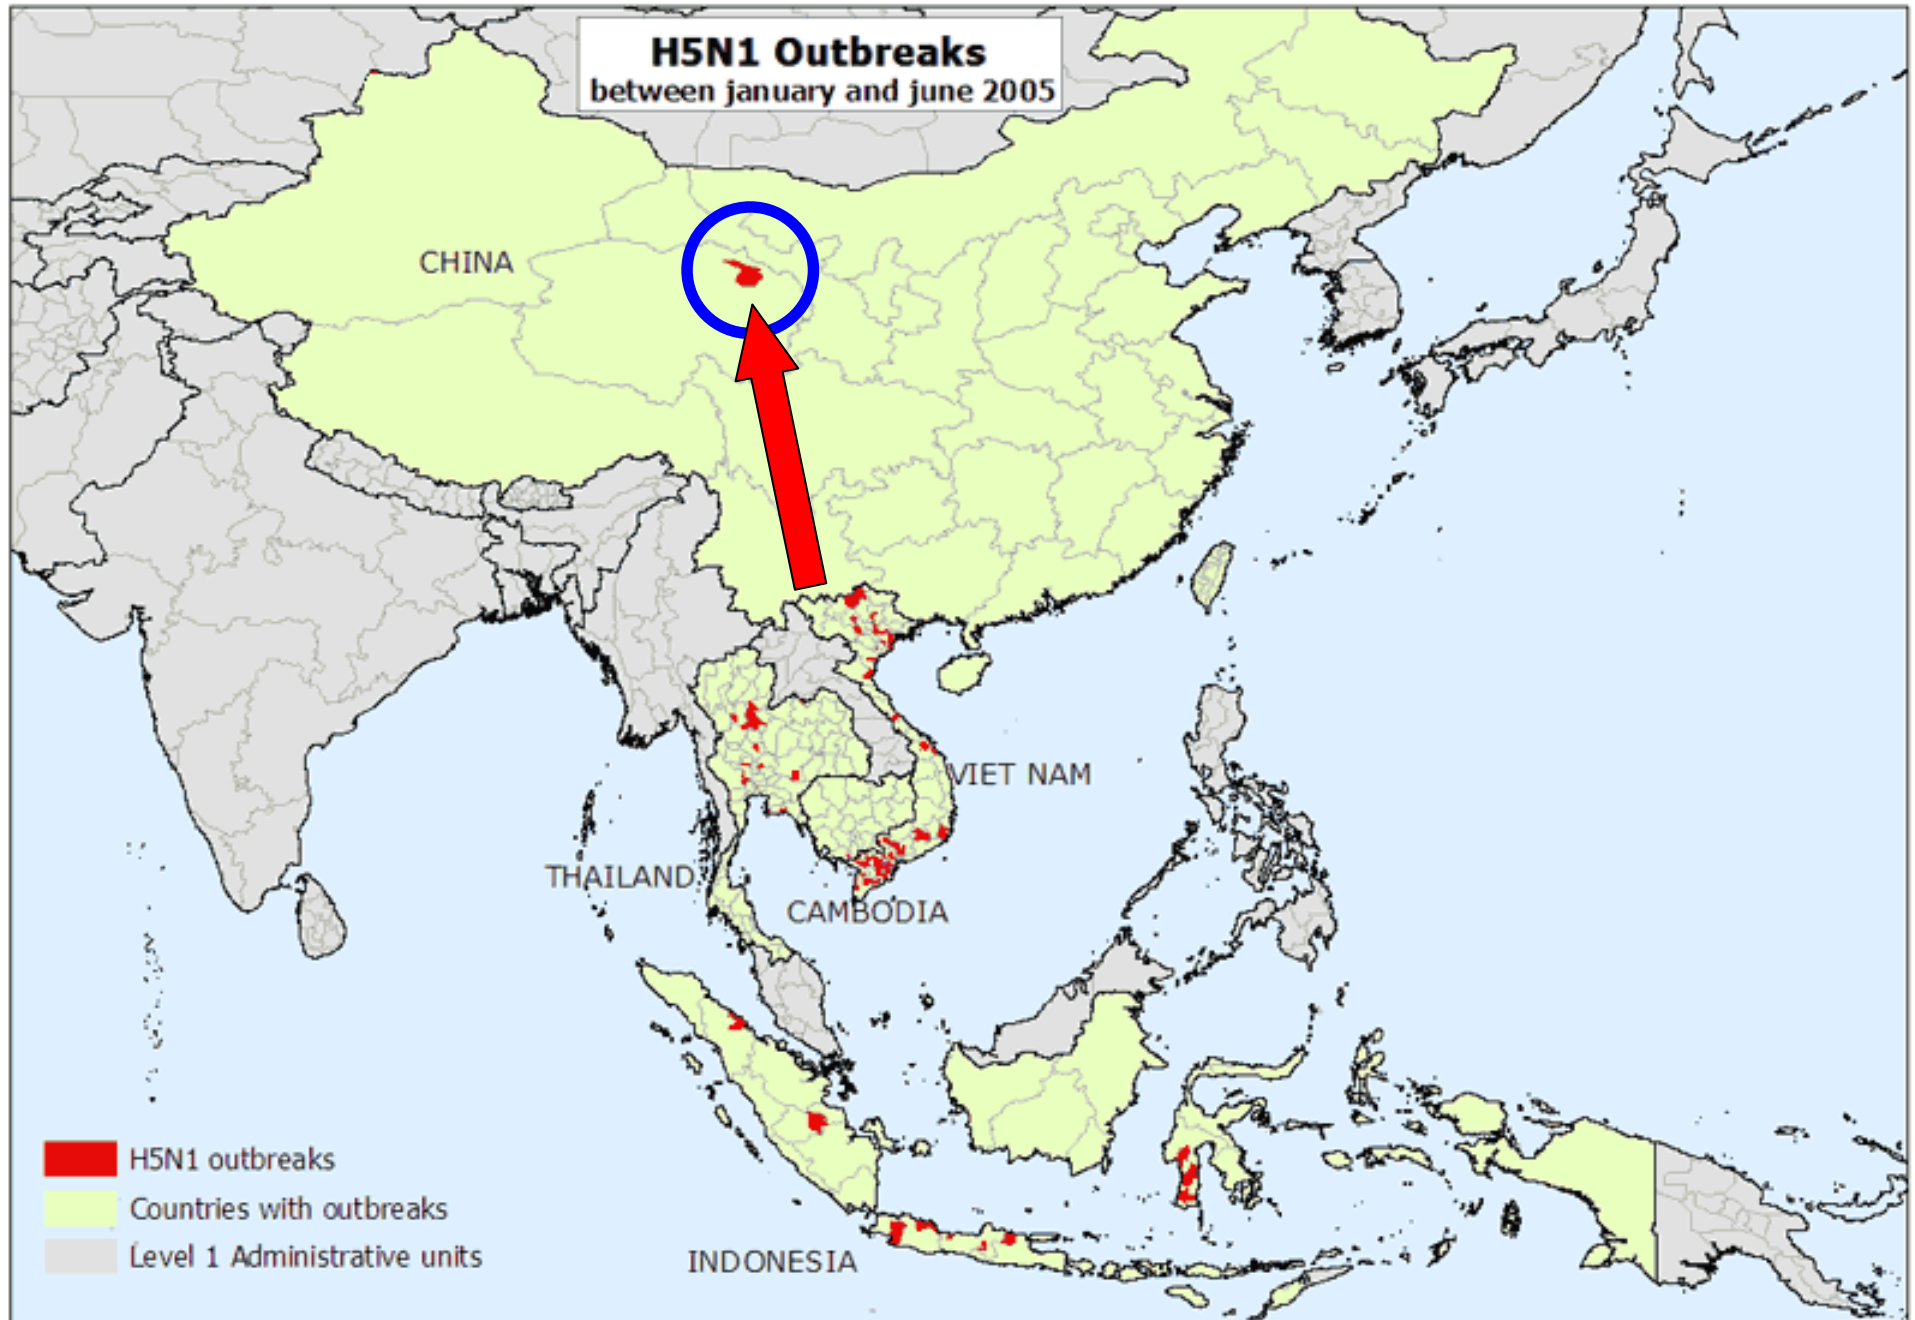 H5N1 Outbreaks
between january and june 2005
CHINA
VIET NAM
THAILAND
CAMBODIA
INDONESIA
H5N1 outbreaks
Countries with outbreaks
Level 1 Administrative units